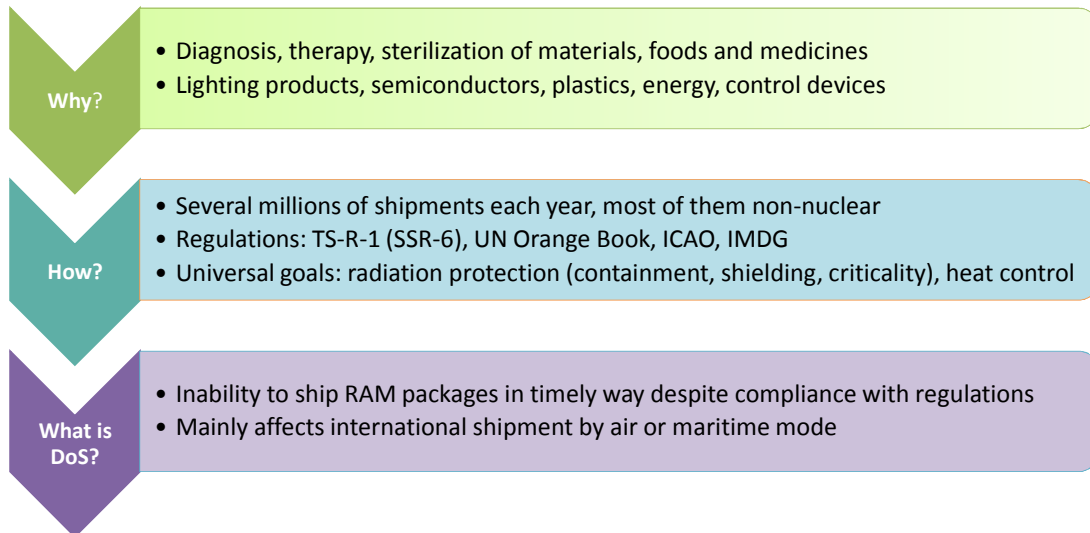 Why?
• Diagnosis, therapy, sterilization of materials, foods and medicines
• Lighting products, semiconductors, plastics, energy, control devices
How?
• Several millions of shipments each year, most of them non-nuclear
• Regulations: TS-R-1 (SSR-6), UN Orange Book, ICAO, IMDG
• Universal goals: radiation protection (containment, shielding, criticality), heat control
What is
DoS?
• Inability to ship RAM packages in timely way despite compliance with regulations
• Mainly affects international shipment by air or maritime mode